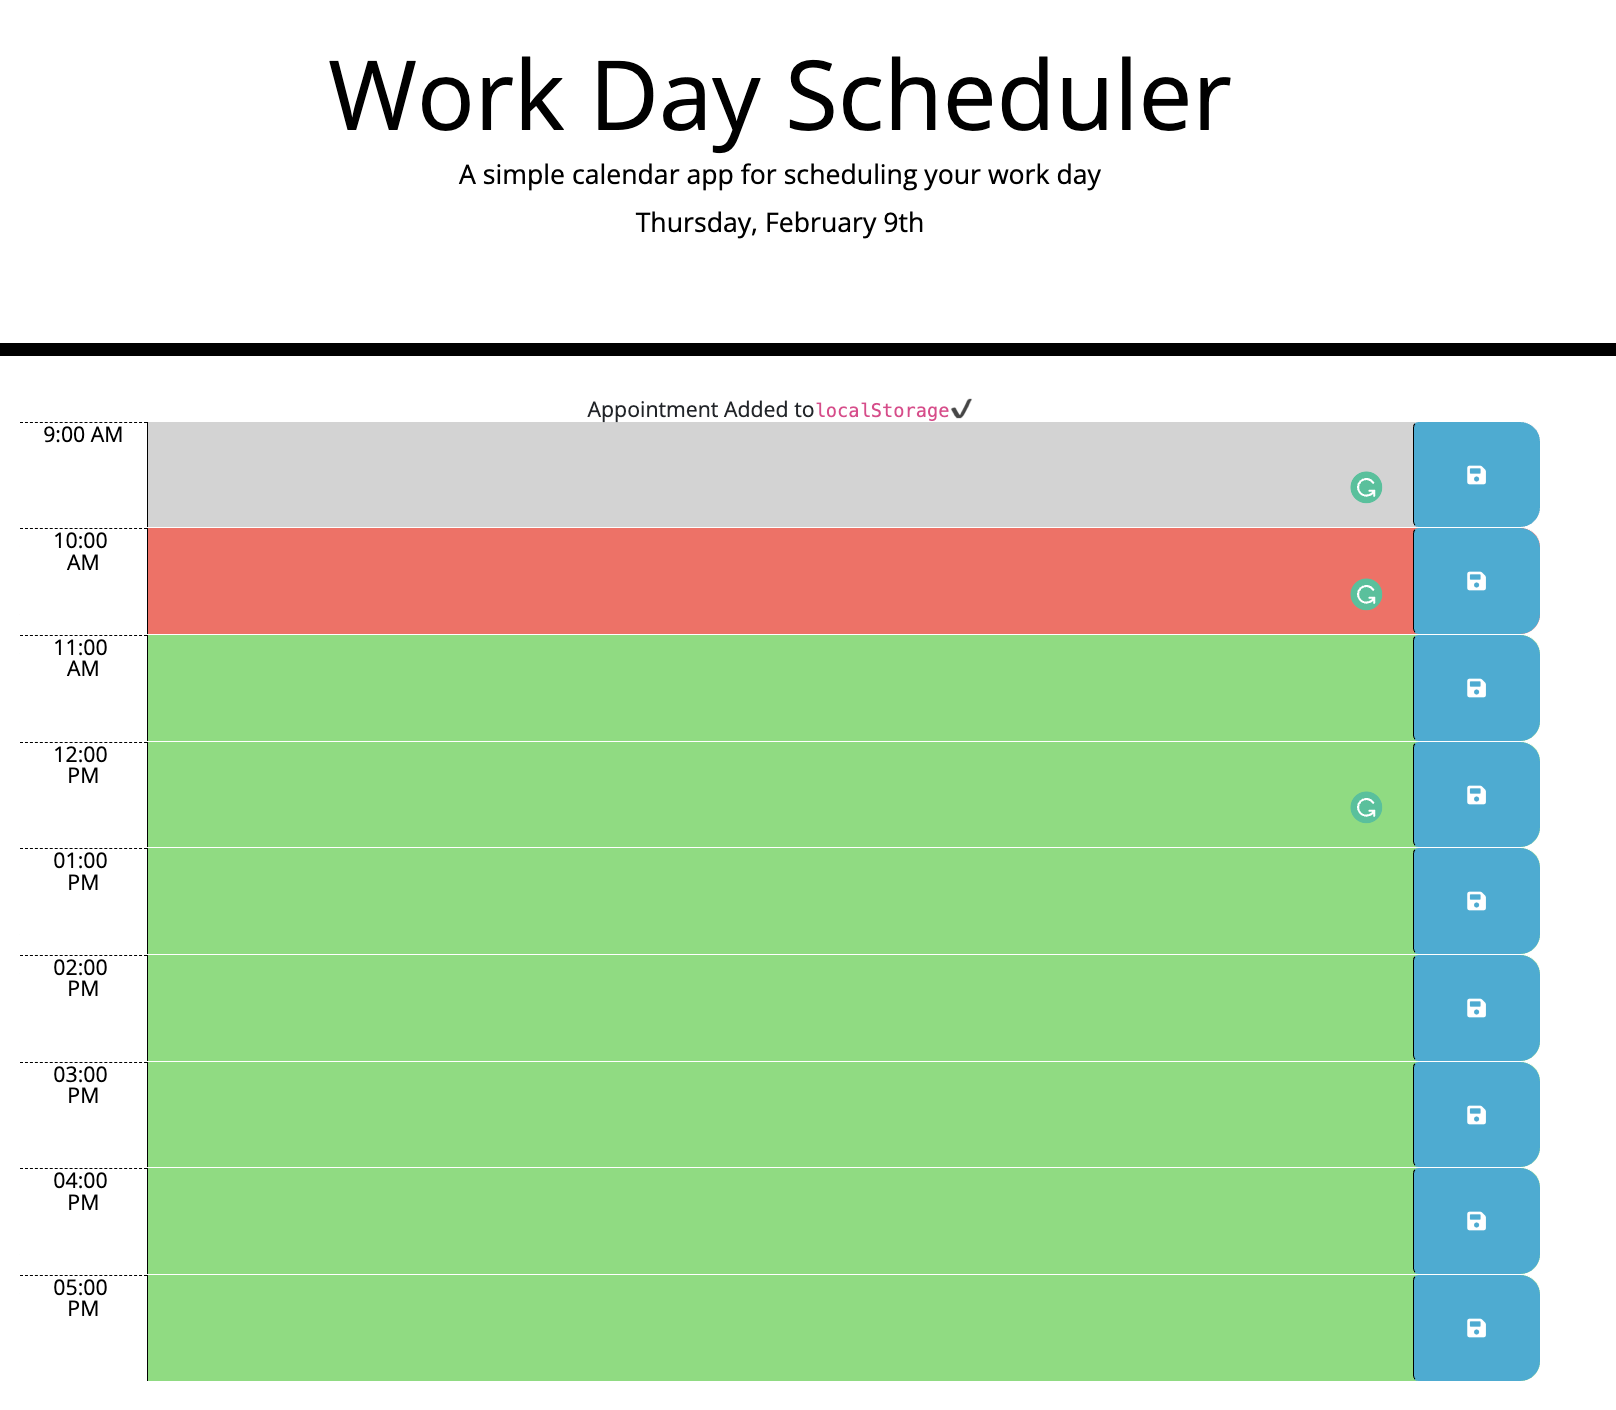 Work Day Scheduler
A simple calendar app for scheduling your work day
Thursday, February 9th
Appointment Added to localStorage✔
9:00 AM
10:00
AM
11:00
AM
12:00
PM
01:00
PM
02:00
PM
03:00
PM
04:00
PM
05:00
PM